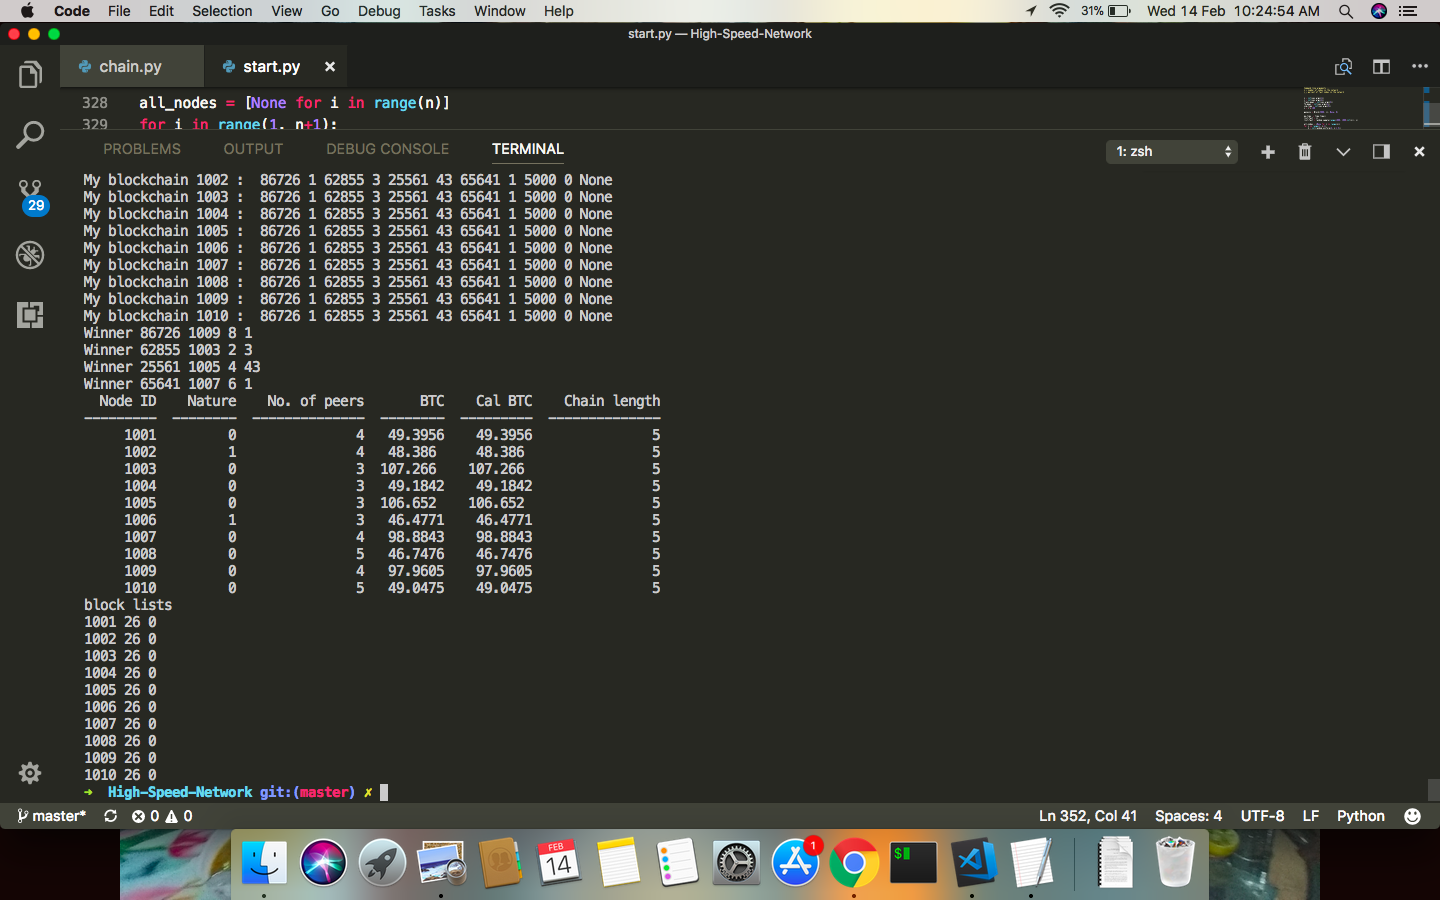 Code File Edit Selection View Go Debug Tasks Window Help 31% Wed 14 Feb 10:24:54 AM
start.py — High-Speed-Network
chain.py start.py ×
328 all_nodes = [None for i in range(n)]
329 for i in range(1, n+1):
PROBLEMS OUTPUT DEBUG CONSOLE TERMINAL 1: zsh
My blockchain 1002 : 86726 1 62855 3 25561 43 65641 1 5000 0 None
My blockchain 1003 : 86726 1 62855 3 25561 43 65641 1 5000 0 None
My blockchain 1004 : 86726 1 62855 3 25561 43 65641 1 5000 0 None
My blockchain 1005 : 86726 1 62855 3 25561 43 65641 1 5000 0 None
My blockchain 1006 : 86726 1 62855 3 25561 43 65641 1 5000 0 None
My blockchain 1007 : 86726 1 62855 3 25561 43 65641 1 5000 0 None
My blockchain 1008 : 86726 1 62855 3 25561 43 65641 1 5000 0 None
My blockchain 1009 : 86726 1 62855 3 25561 43 65641 1 5000 0 None
My blockchain 1010 : 86726 1 62855 3 25561 43 65641 1 5000 0 None
Winner 86726 1009 8 1
Winner 62855 1003 2 3
Winner 25561 1005 4 43
Winner 65641 1007 6 1
Node ID Nature No. of peers BTC Cal BTC Chain length
--------- -------- -------------- -------- --------- --------------
1001 0 4 49.3956 49.3956 5
1002 1 4 48.386 48.386 5
1003 0 3 107.266 107.266 5
1004 0 3 49.1842 49.1842 5
1005 0 3 106.652 106.652 5
1006 1 3 46.4771 46.4771 5
1007 0 4 98.8843 98.8843 5
1008 0 5 46.7476 46.7476 5
1009 0 4 97.9605 97.9605 5
1010 0 5 49.0475 49.0475 5
block lists
1001 26 0
1002 26 0
1003 26 0
1004 26 0
1005 26 0
1006 26 0
1007 26 0
1008 26 0
1009 26 0
1010 26 0
➜ High-Speed-Network git:(master) ✗
29
master* 0 0 Ln 352, Col 41 Spaces: 4 UTF-8 LF Python
FEB
14
1
$